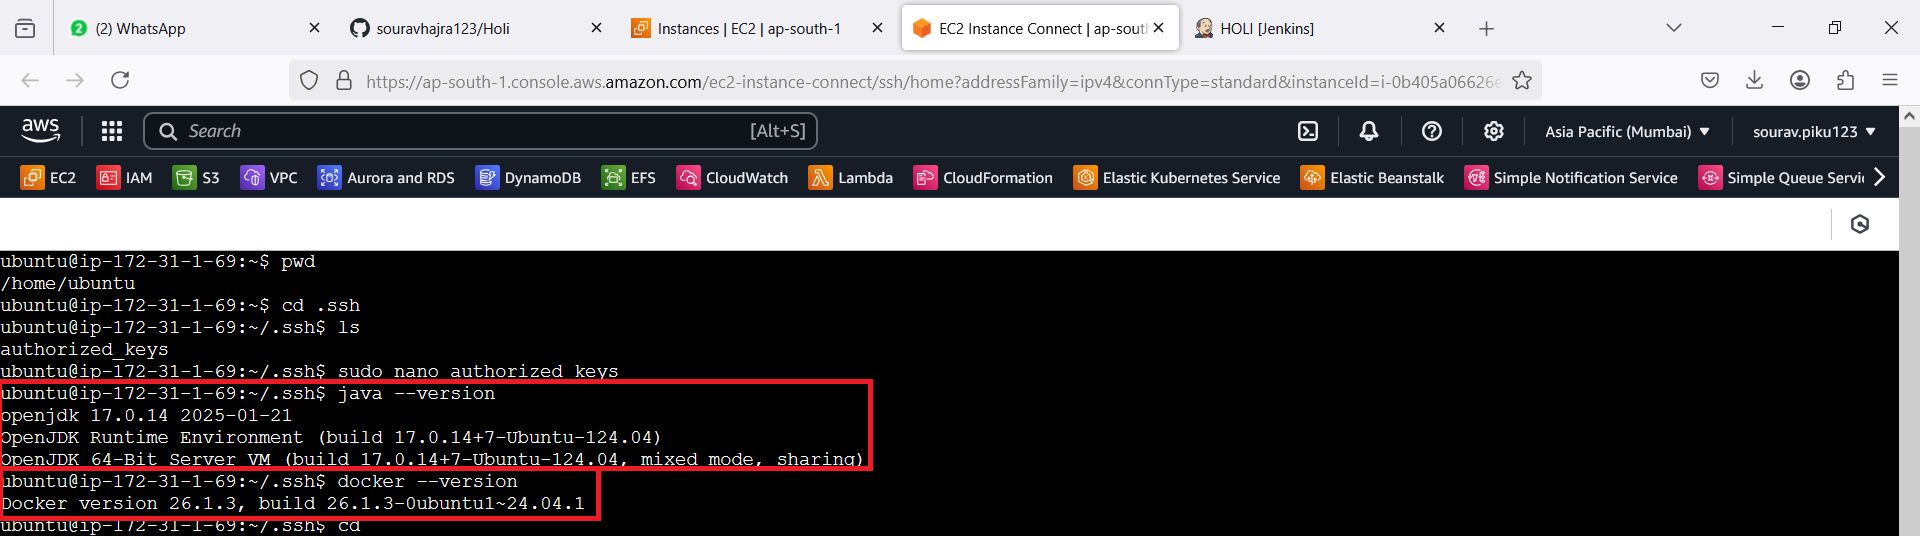 (2) WhatsApp
souravhajra123/Holi
Instances | EC2 | ap-south-1
EC2 Instance Connect | ap-sout
HOLI [Jenkins]
https://ap-south-1.console.aws.amazon.com/ec2-instance-connect/ssh/home?addressFamily=ipv4&connType=standard&instanceId=i-0b405a06626e
aws
Search
[Alt+S]
Asia Pacific (Mumbai)
sourav.piku123
EC2
IAM
S3
VPC
Aurora and RDS
DynamoDB
EFS
CloudWatch
Lambda
CloudFormation
Elastic Kubernetes Service
Elastic Beanstalk
Simple Notification Service
Simple Queue Servi
ubuntu@ip-172-31-1-69:~$ pwd
/home/ubuntu
ubuntu@ip-172-31-1-69:~$ cd .ssh
ubuntu@ip-172-31-1-69:~/.ssh$ ls
authorized_keys
ubuntu@ip-172-31-1-69:~/.ssh$ sudo nano authorized_keys
ubuntu@ip-172-31-1-69:~/.ssh$ java --version
openjdk 17.0.14 2025-01-21
OpenJDK Runtime Environment (build 17.0.14+7-Ubuntu-124.04)
OpenJDK 64-Bit Server VM (build 17.0.14+7-Ubuntu-124.04, mixed mode, sharing)
ubuntu@ip-172-31-1-69:~/.ssh$ docker --version
Docker version 26.1.3, build 26.1.3-0ubuntu1~24.04.1
ubuntu@ip-172-31-1-69:~/.ssh$ cd